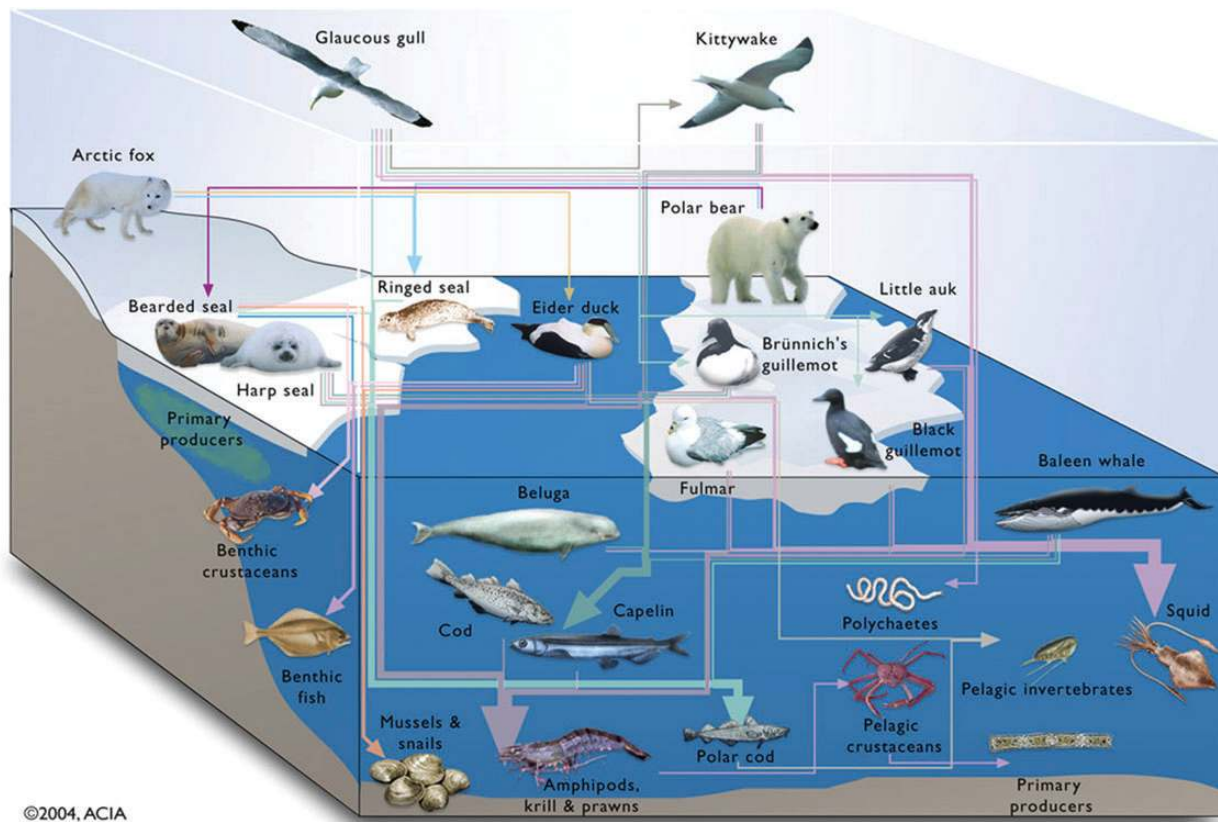 Glaucous gull
Kittywake
Arctic fox
Polar bear
Ringed seal
Little auk
Bearded seal
Eider duck
Brünnich's
guillemot
Harp seal
Primary
producers
Black
guillemot
Baleen whale
Beluga
Fulmar
Benthic
crustaceans
Capelin
Squid
Polychaetes
Cod
Benthic
fish
Pelagic invertebrates
Mussels &
snails
Pelagic
crustaceans
Polar cod
Amphipods,
krill & prawns
Primary
producers
©2004, ACIA